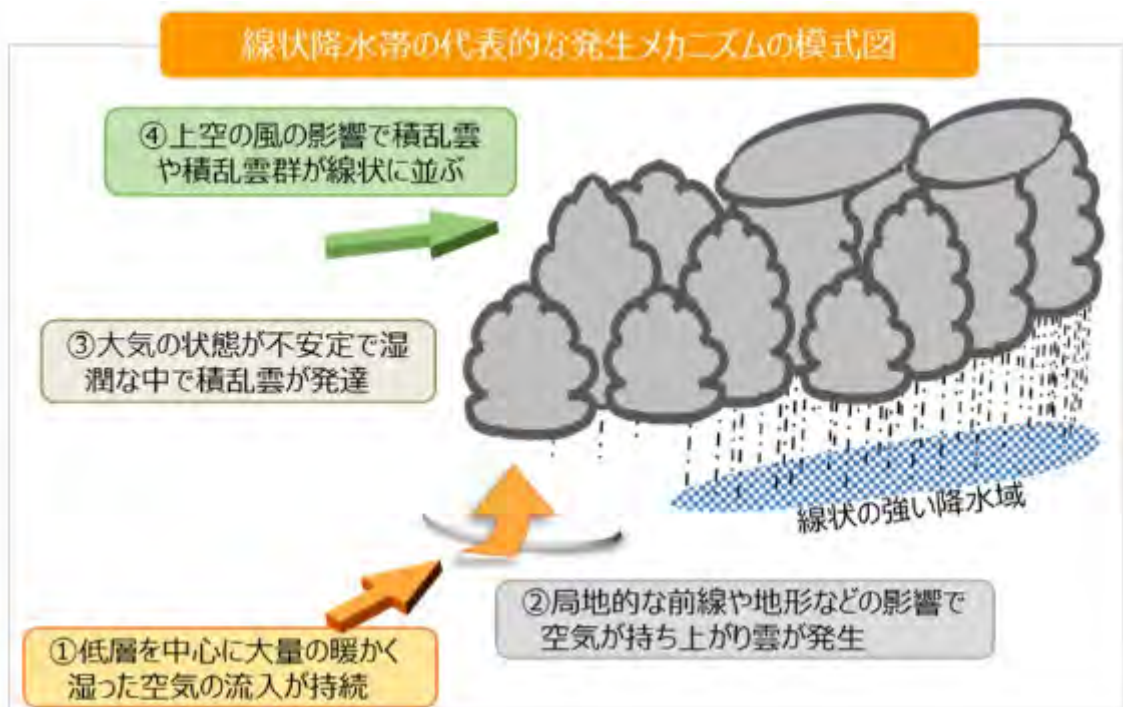 線状降水帯の代表的な発生メカニズムの模式図
④上空の風の影響で積乱雲
や積乱雲群が線状に並ぶ
③大気の状態が不安定で湿
潤な中で積乱雲が発達
線状の強い降水域
②局地的な前線や地形などの影響で
空気が持ち上がり雲が発生
①低層を中心に大量の暖かく
湿った空気の流入が持続